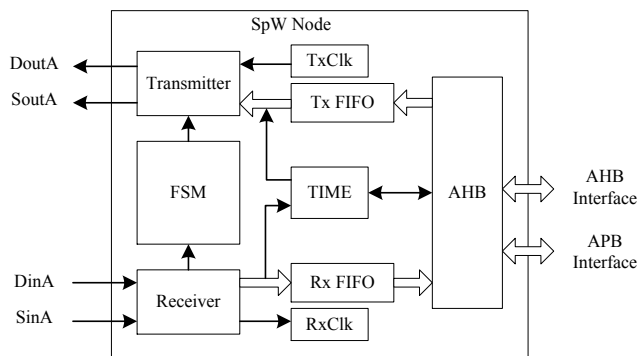 SpW Node
DoutA
Transmitter
TxClk
SoutA
Tx FIFO
FSM
TIME
AHB
AHB
Interface
APB
Interface
DinA
Receiver
Rx FIFO
SinA
RxClk